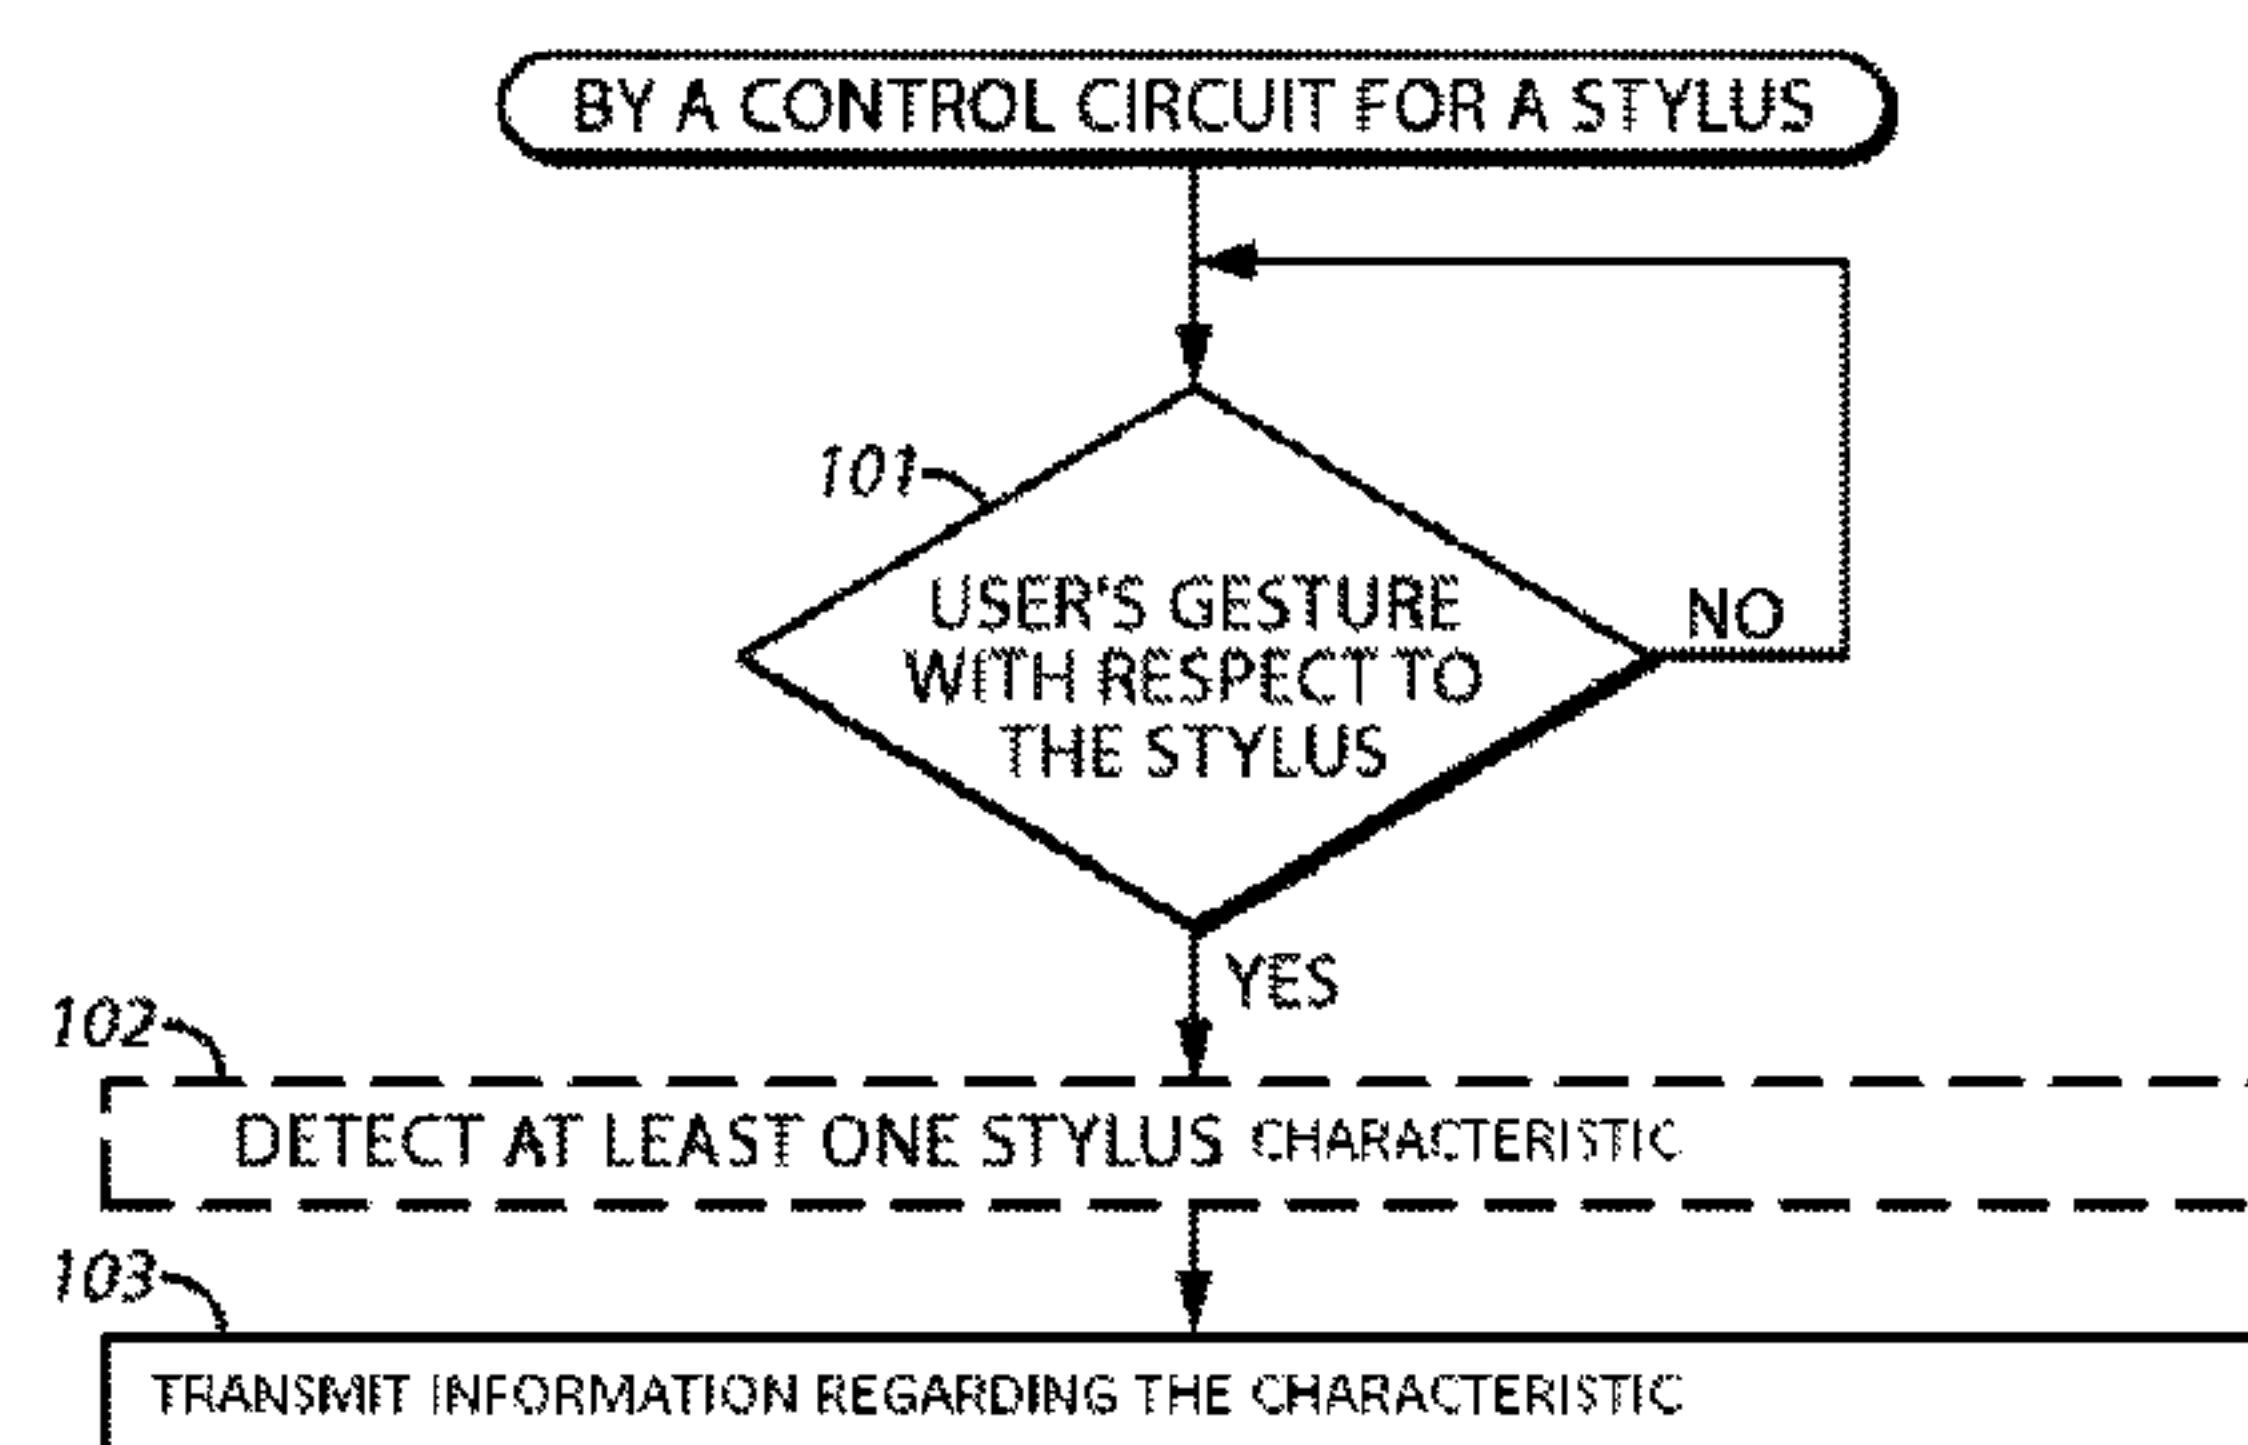 BY A CONTROL CIRCUIT FOR A STYLUS
101
USER'S GESTURE
WITH RESPECT TO
THE STYLUS
NO
YES
102
DETECT AT LEAST ONE STYLUS CHARACTERISTIC
103
TRANSMIT INFORMATION REGARDING THE CHARACTERISTIC